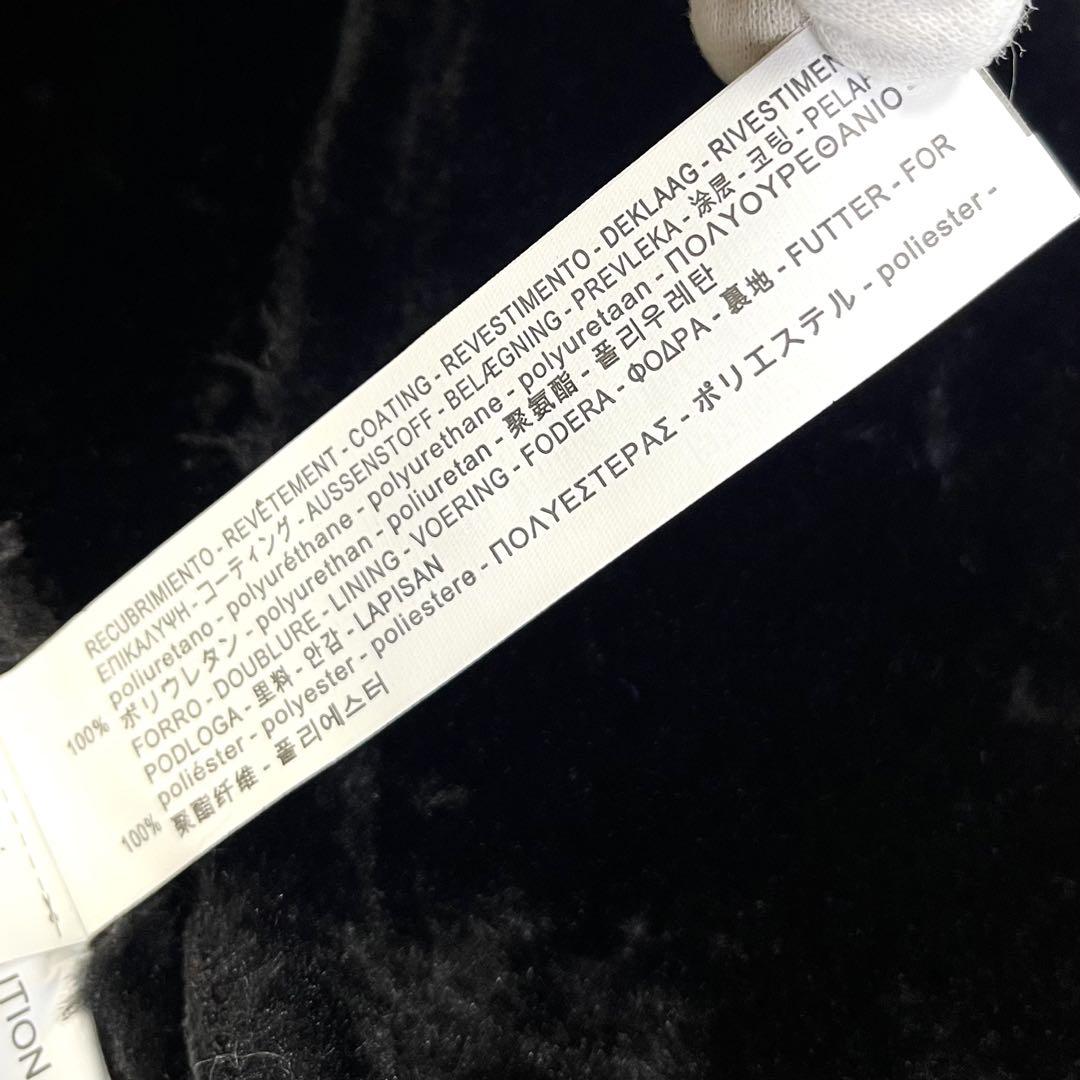 RECUBRIMIENTO - REVÊTEMENT - COATING - REVESTIMENTO - DEKLAAG - RIVESTIMEN
ΕΠΙΚΑΛΥΨΗ - コーティング - AUSSENSTOFF - BELÆGNING - PREVLEKA - 涂层 - 코팅 - PELAP
100% poliuretano - polyuréthane - polyurethane - polyuretaan - ΠΟΛΥΟΥΡΕΘΑΝΙΟ -
ポリウレタン - polyurethan - poliuretan - 聚氨酯 - 폴리우레탄
FORRO - DOUBLURE - LINING - VOERING - FODERA - ΦΟΔΡΑ - 裏地 - FUTTER - FOR
PODLOGA - 里料 - 안감 - LAPISAN
100% poliéster - polyester - poliestere - ΠΟΛΥΕΣΤΕΡΑΣ - ポリエステル - poliester -
聚酯纤维 - 폴리에스터
ITION